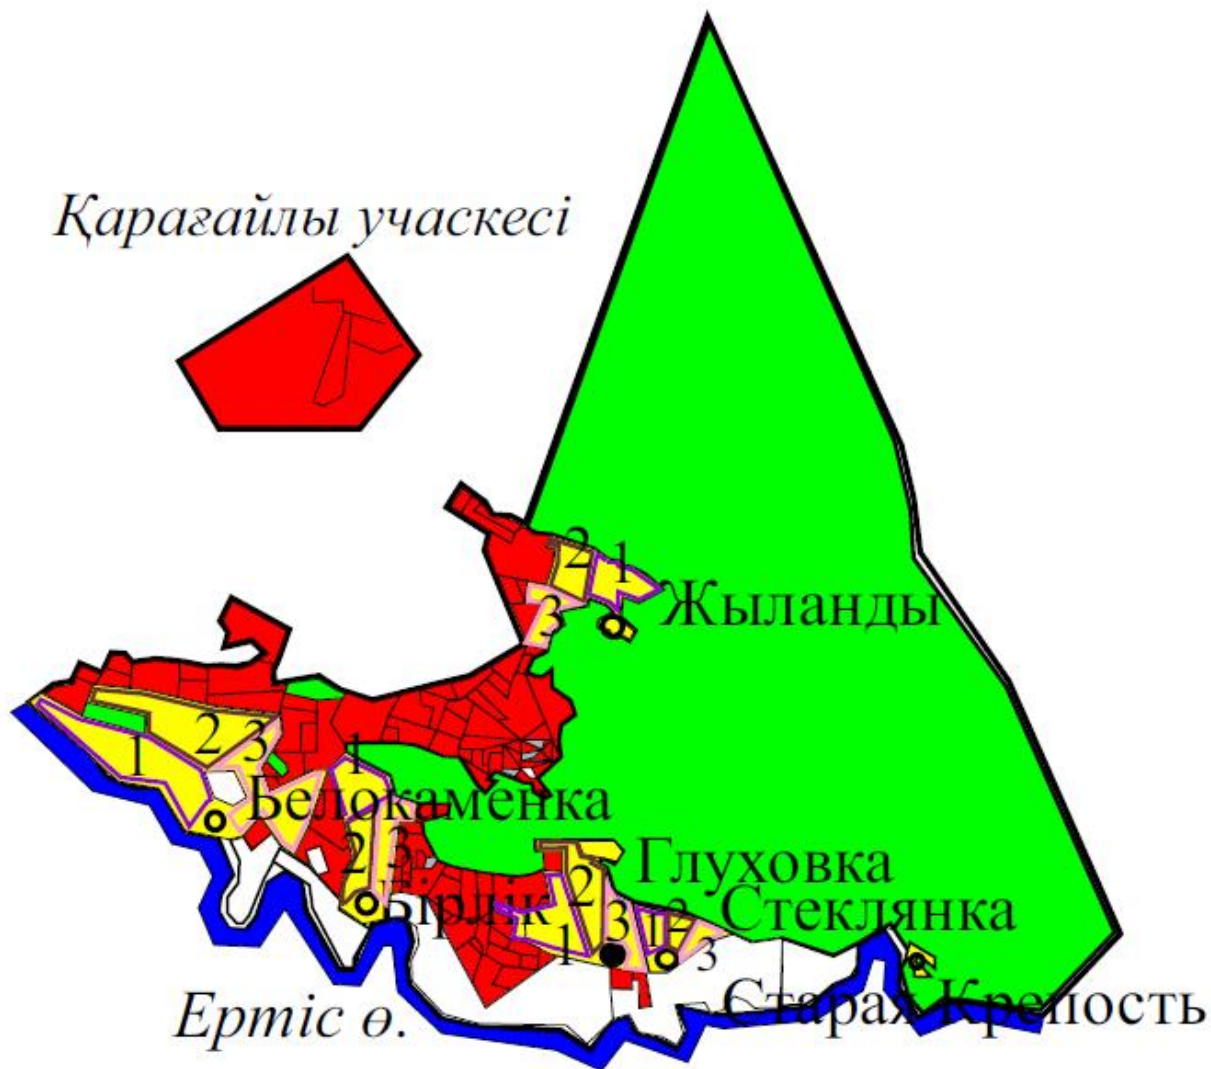 Қарағайлы учаскесі
2 1
3
Жыланды
1 2 3
Белокаменка
1
2 3
Бірлік
Глуховка
2
1 3
Стеклянка
1 2
3
Старая Крепость
Ертіс ө.